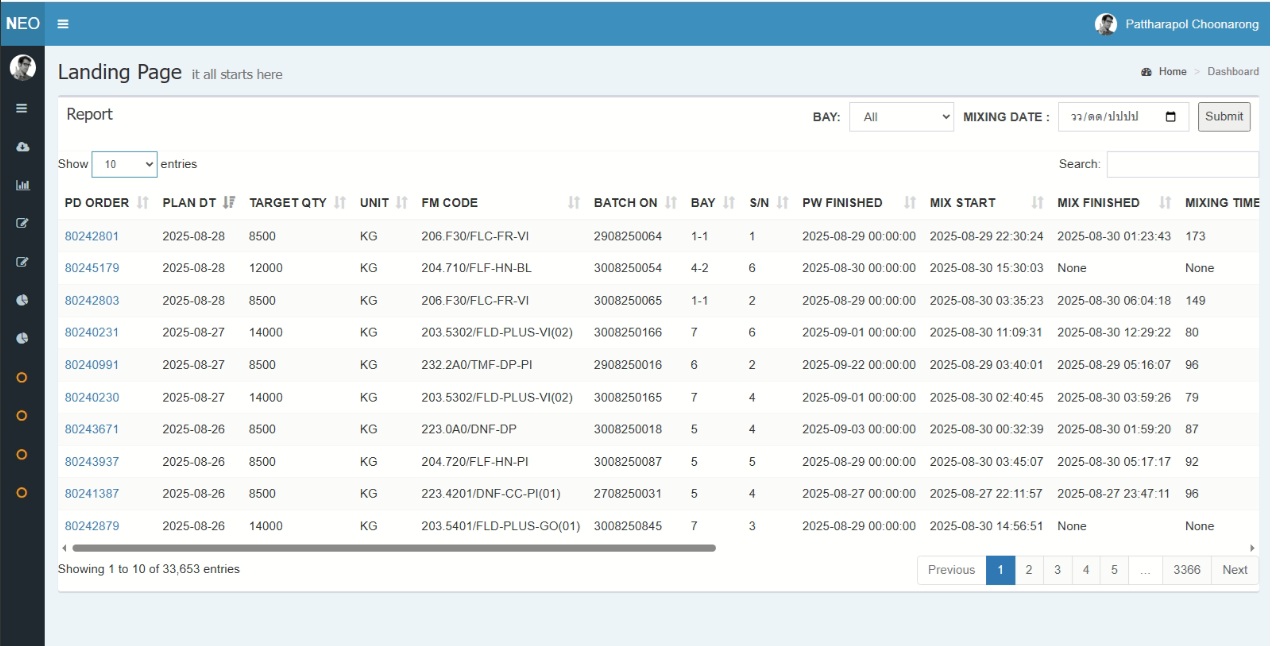 NEO
Pattharapol Choonarong
Landing Page it all starts here
Home > Dashboard
Report
BAY: All MIXING DATE : วว/ดด/ปปปป Submit
Show 10 entries
Search:
PD ORDER PLAN DT TARGET QTY UNIT FM CODE BATCH ON BAY S/N PW FINISHED MIX START MIX FINISHED MIXING TIME
80242801 2025-08-28 8500 KG 206.F30/FLC-FR-VI 2908250064 1-1 1 2025-08-29 00:00:00 2025-08-29 22:30:24 2025-08-30 01:23:43 173
80245179 2025-08-28 12000 KG 204.710/FLF-HN-BL 3008250054 4-2 6 2025-08-30 00:00:00 2025-08-30 15:30:03 None None
80242803 2025-08-28 8500 KG 206.F30/FLC-FR-VI 3008250065 1-1 2 2025-08-29 00:00:00 2025-08-30 03:35:23 2025-08-30 06:04:18 149
80240231 2025-08-27 14000 KG 203.5302/FLD-PLUS-VI(02) 3008250166 7 6 2025-09-01 00:00:00 2025-08-30 11:09:31 2025-08-30 12:29:22 80
80240991 2025-08-27 8500 KG 232.2A0/TMF-DP-PI 2908250016 6 2 2025-09-22 00:00:00 2025-08-29 03:40:01 2025-08-29 05:16:07 96
80240230 2025-08-27 14000 KG 203.5302/FLD-PLUS-VI(02) 3008250165 7 4 2025-09-01 00:00:00 2025-08-30 02:40:45 2025-08-30 03:59:26 79
80243671 2025-08-26 8500 KG 223.0A0/DNF-DP 3008250018 5 4 2025-09-03 00:00:00 2025-08-30 00:32:39 2025-08-30 01:59:20 87
80243937 2025-08-26 8500 KG 204.720/FLF-HN-PI 3008250087 5 5 2025-08-29 00:00:00 2025-08-30 03:45:07 2025-08-30 05:17:17 92
80241387 2025-08-26 8500 KG 223.4201/DNF-CC-PI(01) 2708250031 5 4 2025-08-27 00:00:00 2025-08-27 22:11:57 2025-08-27 23:47:11 96
80242879 2025-08-26 14000 KG 203.5401/FLD-PLUS-GO(01) 3008250845 7 3 2025-08-29 00:00:00 2025-08-30 14:56:51 None None
Showing 1 to 10 of 33,653 entries
Previous 1 2 3 4 5 ... 3366 Next